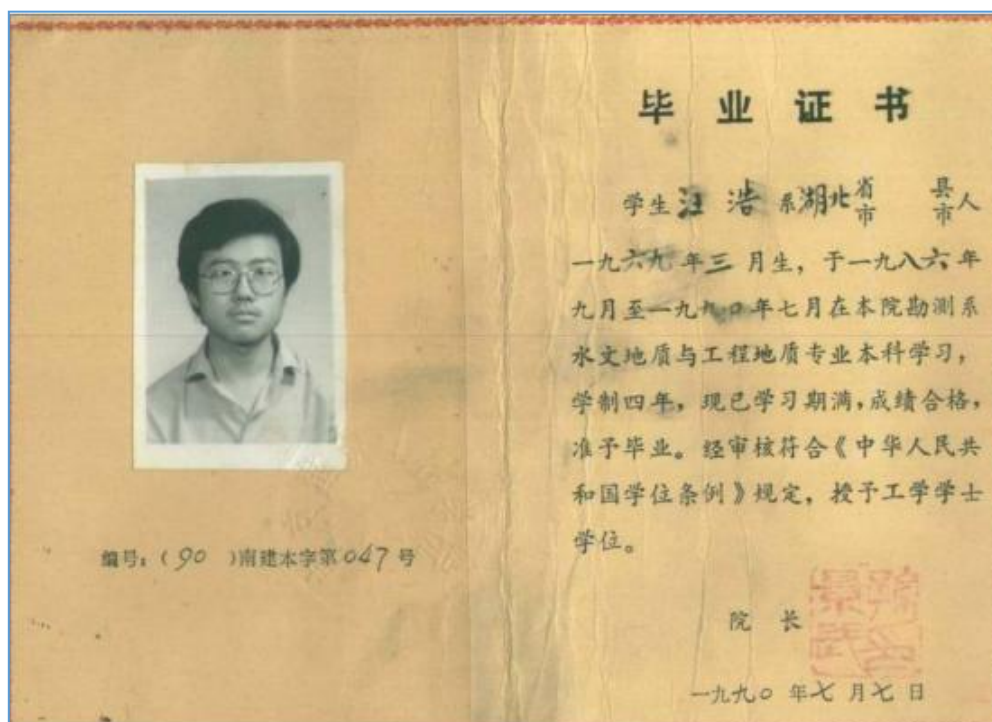 编号:(90 )南建本字第047号
毕业证书
学生汪浩系湖北省市 县市人
一九六九年三月生,于一九八六年
九月至一九九〇年七月在本院勘测系
水文地质与工程地质专业本科学习,
学制四年,现已学习期满,成绩合格,
准予毕业。经审核符合《中华人民共
和国学位条例》规定,授予工学学士
学位。
院长
一九九〇年七月七日